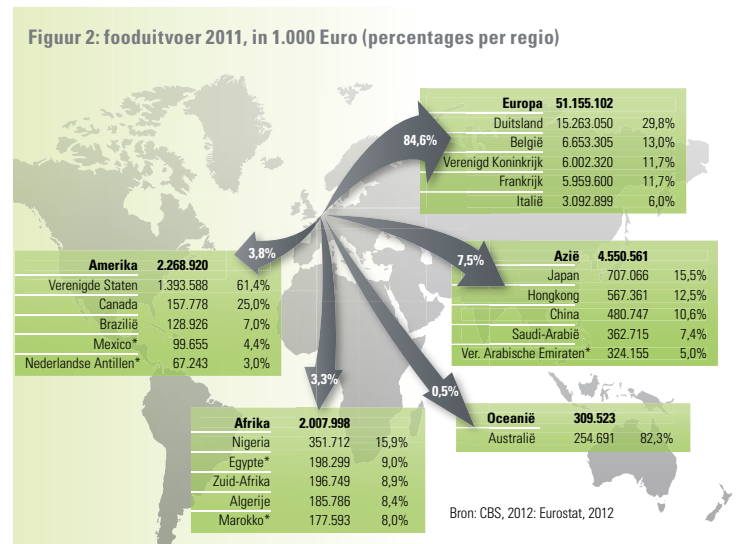 Figuur 2: fooduitvoer 2011, in 1.000 Euro (percentages per regio)
Europa 51.155.102
Duitsland 15.263.050 29,8%
België 6.653.305 13,0%
Verenigd Koninkrijk 6.002.320 11,7%
Frankrijk 5.959.600 11,7%
Italië 3.092.899 6,0%
84,6%
3,8%
Amerika 2.268.920
Verenigde Staten 1.393.588 61,4%
Canada 157.778 25,0%
Brazilië 128.926 7,0%
Mexico* 99.655 4,4%
Nederlandse Antillen* 67.243 3,0%
7,5%
Azië 4.550.561
Japan 707.066 15,5%
Hongkong 567.361 12,5%
China 480.747 10,6%
Saudi-Arabië 362.715 7,4%
Ver. Arabische Emiraten* 324.155 5,0%
3,3%
0,5%
Afrika 2.007.998
Nigeria 351.712 15,9%
Egypte* 198.299 9,0%
Zuid-Afrika 196.749 8,9%
Algerije 185.786 8,4%
Marokko* 177.593 8,0%
Oceanië 309.523
Australië 254.691 82,3%
Bron: CBS, 2012: Eurostat, 2012